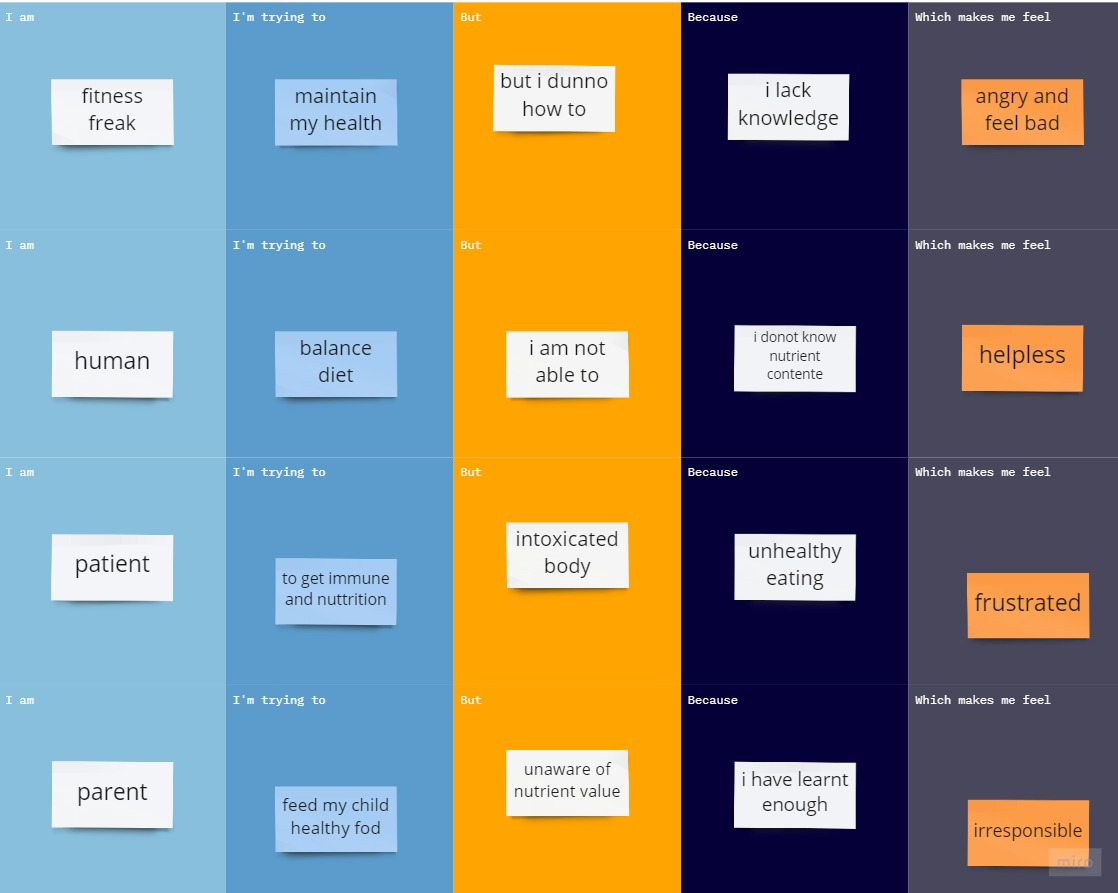 I am
I'm trying to
But
Because
Which makes me feel
fitness
freak
maintain
my health
but i dunno
how to
i lack
knowledge
angry and
feel bad
I am
I'm trying to
But
Because
Which makes me feel
human
balance
diet
i am not
able to
i donot know
nutrient
contente
helpless
I am
I'm trying to
But
Because
Which makes me feel
patient
to get immune
and nuttrition
intoxicated
body
unhealthy
eating
frustrated
I am
I'm trying to
But
Because
Which makes me feel
parent
feed my child
healthy fod
unaware of
nutrient value
i have learnt
enough
irresponsible
miro